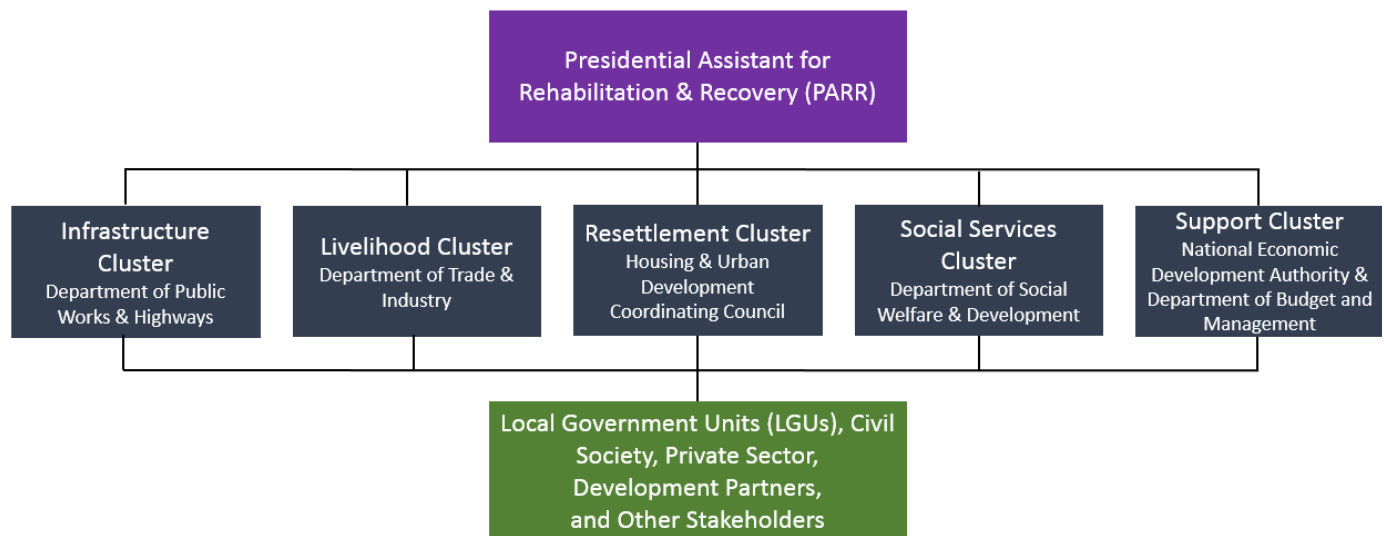 Presidential Assistant for
Rehabilitation & Recovery (PARR)
Infrastructure
Cluster
Department of Public
Works & Highways
Livelihood Cluster
Department of Trade &
Industry
Resettlement Cluster
Housing & Urban
Development
Coordinating Council
Social Services
Cluster
Department of Social
Welfare & Development
Support Cluster
National Economic
Development Authority &
Department of Budget and
Management
Local Government Units (LGUs), Civil
Society, Private Sector,
Development Partners,
and Other Stakeholders